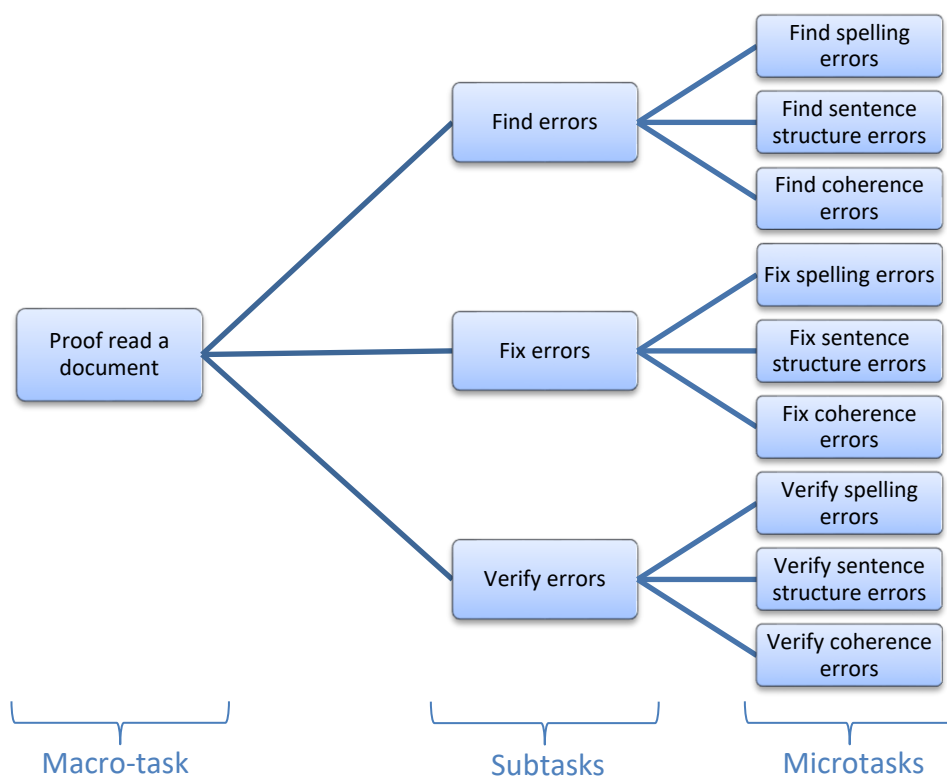 Find spelling
errors
Find errors
Find sentence
structure errors
Find coherence
errors
Proof read a
document
Fix errors
Fix spelling errors
Fix sentence
structure errors
Fix coherence
errors
Verify errors
Verify spelling
errors
Verify sentence
structure errors
Verify coherence
errors
Macro-task
Subtasks
Microtasks